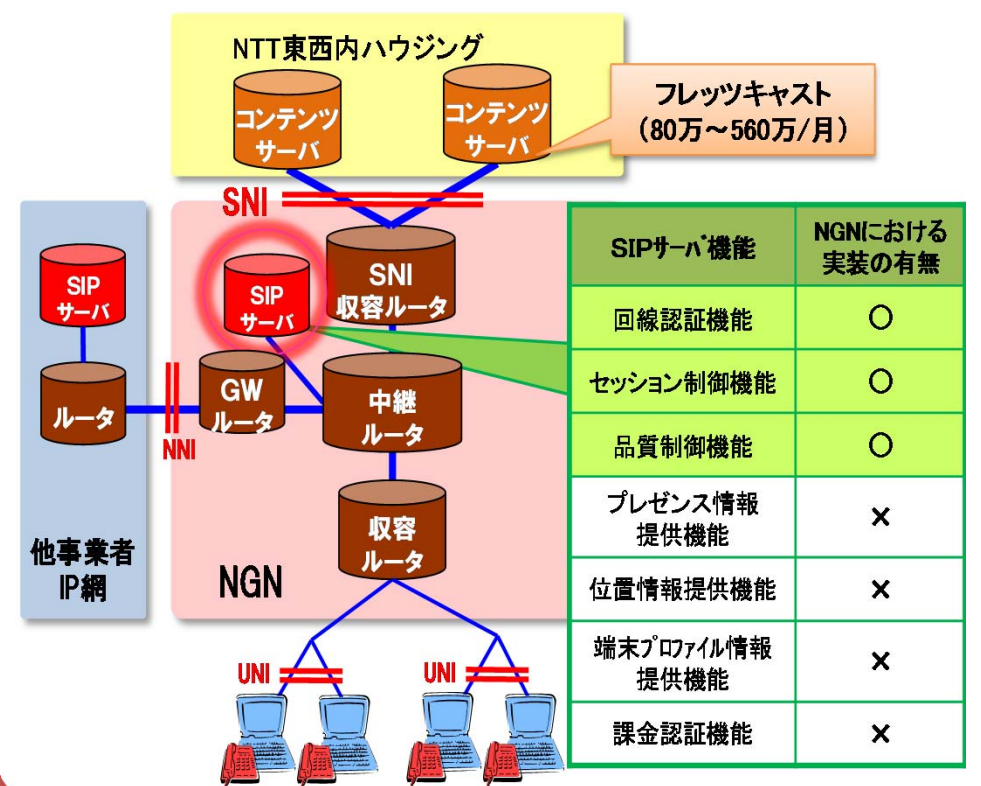 NTT東西内ハウジング
コンテンツ
サーバ
コンテンツ
サーバ
フレッツキャスト
(80万～560万/月)
SNI
SIP
サーバ
ルータ
NNI
他事業者
IP網
SIP
サーバ
SNI
収容ルータ
GW
ルータ
中継
ルータ
収容
ルータ
NGN
UNI
UNI
SIPサーバ機能
NGNにおける
実装の有無
回線認証機能
○
セッション制御機能
○
品質制御機能
○
プレゼンス情報
提供機能
×
位置情報提供機能
×
端末プロファイル情報
提供機能
×
課金認証機能
×